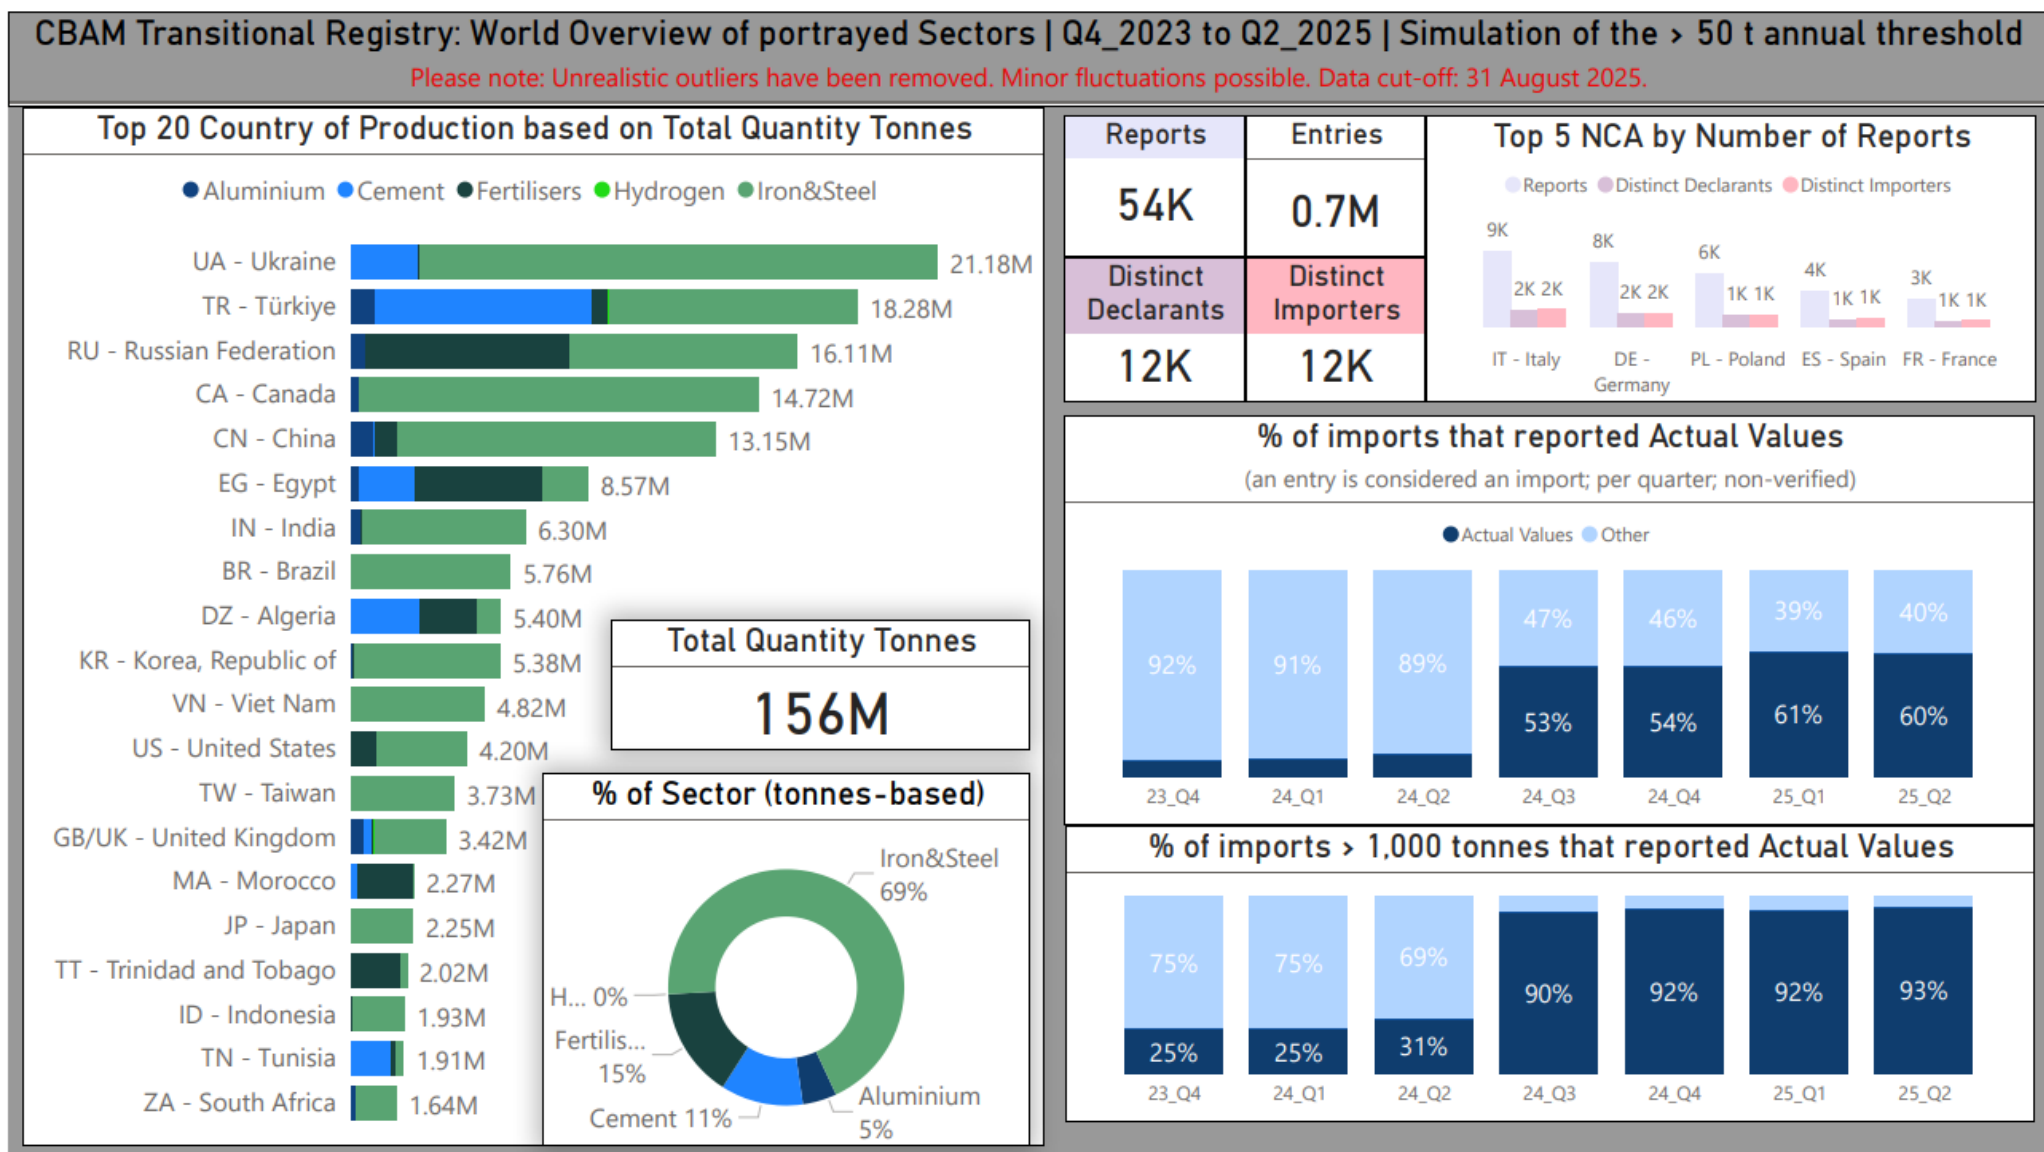 CBAM Transitional Registry: World Overview of portrayed Sectors | Q4_2023 to Q2_2025 | Simulation of the > 50 t annual threshold
Please note: Unrealistic outliers have been removed. Minor fluctuations possible. Data cut-off: 31 August 2025.
Top 20 Country of Production based on Total Quantity Tonnes
Aluminium Cement Fertilisers Hydrogen Iron&Steel
UA - Ukraine 21.18M
TR - Türkiye 18.28M
RU - Russian Federation 16.11M
CA - Canada 14.72M
CN - China 13.15M
EG - Egypt 8.57M
IN - India 6.30M
BR - Brazil 5.76M
DZ - Algeria 5.40M
KR - Korea, Republic of 5.38M
VN - Viet Nam 4.82M
US - United States 4.20M
TW - Taiwan 3.73M
GB/UK - United Kingdom 3.42M
MA - Morocco 2.27M
JP - Japan 2.25M
TT - Trinidad and Tobago 2.02M
ID - Indonesia 1.93M
TN - Tunisia 1.91M
ZA - South Africa 1.64M
Total Quantity Tonnes
156M
% of Sector (tonnes-based)
Iron&Steel
69%
H... 0%
Fertilis...
15%
Cement 11%
Aluminium
5%
Reports
54K
Entries
0.7M
Distinct
Declarants
12K
Distinct
Importers
12K
Top 5 NCA by Number of Reports
Reports Distinct Declarants Distinct Importers
9K 2K 2K
8K 2K 2K
6K 1K 1K
4K 1K 1K
3K 1K 1K
IT - Italy
DE -
Germany
PL - Poland
ES - Spain
FR - France
% of imports that reported Actual Values
(an entry is considered an import; per quarter; non-verified)
Actual Values Other
92% 91% 89% 47% 46% 39% 40%
53% 54% 61% 60%
23_Q4 24_Q1 24_Q2 24_Q3 24_Q4 25_Q1 25_Q2
% of imports > 1,000 tonnes that reported Actual Values
75% 75% 69%
25% 25% 31% 90% 92% 92% 93%
23_Q4 24_Q1 24_Q2 24_Q3 24_Q4 25_Q1 25_Q2